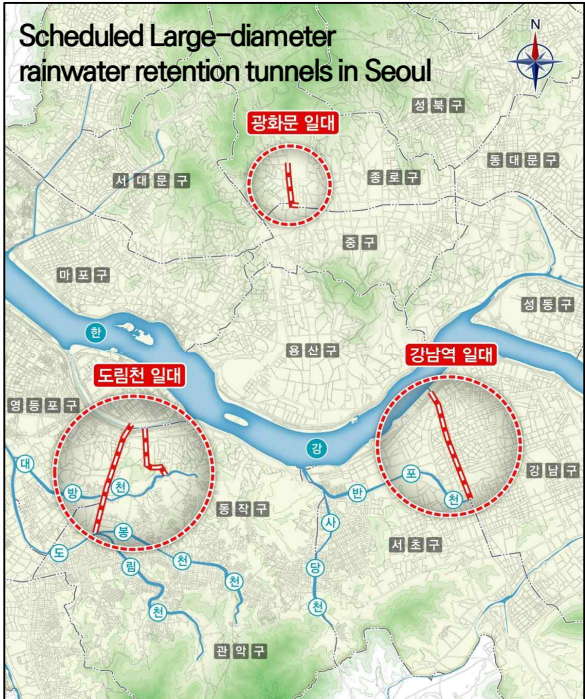 Scheduled Large-diameter
rainwater retention tunnels in Seoul
N
성북구
광화문 일대
동대문구
서대문구
종로구
중구
마포구
성동구
한
용산구
강남역 일대
도림천 일대
영등포구
강
대
방
천
반
포
천
강남구
동작구
사
당
천
서초구
도
림
천
봉
천
천
관악구